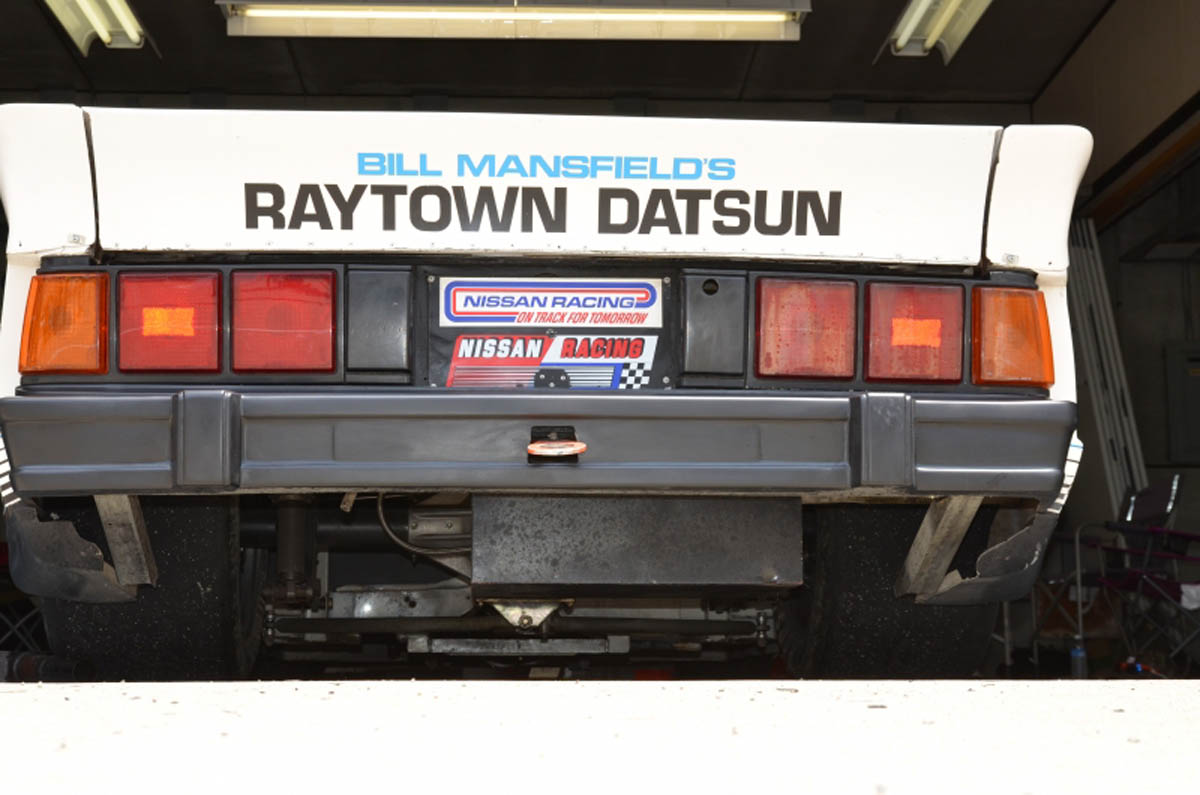 BILL MANSFIELD'S
RAYTOWN DATSUN
NISSAN RACING
ON TRACK FOR TOMORROW
NISSAN RACING